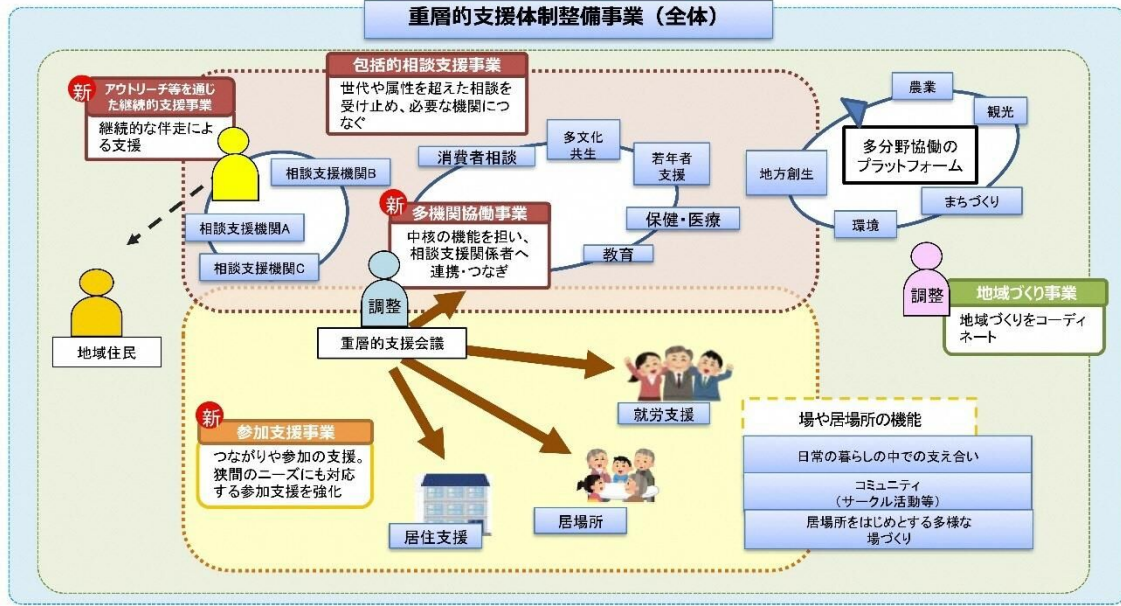 重層的支援体制整備事業（全体）
新
アウトリーチ等を通じ
た継続的支援事業
継続的な伴走によ
る支援
包括的相談支援事業
世代や属性を超えた相談を
受け止め、必要な機関につ
なぐ
相談支援機関B
相談支援機関A
相談支援機関C
消費者相談
多文化
共生
若年者
支援
保健・医療
教育
新
多機関協働事業
中核の機能を担い、
相談支援関係者へ
連携・つなぎ
農業
観光
多分野協働の
プラットフォーム
地方創生
まちづくり
環境
調整
地域づくり事業
地域づくりをコーディ
ネート
地域住民
調整
重層的支援会議
新
参加支援事業
つながりや参加の支援。
狭間のニーズにも対応
する参加支援を強化
就労支援
居場所
居住支援
場や居場所の機能
日常の暮らしの中での支え合い
コミュニティ
（サークル活動等）
居場所をはじめとする多様な
場づくり